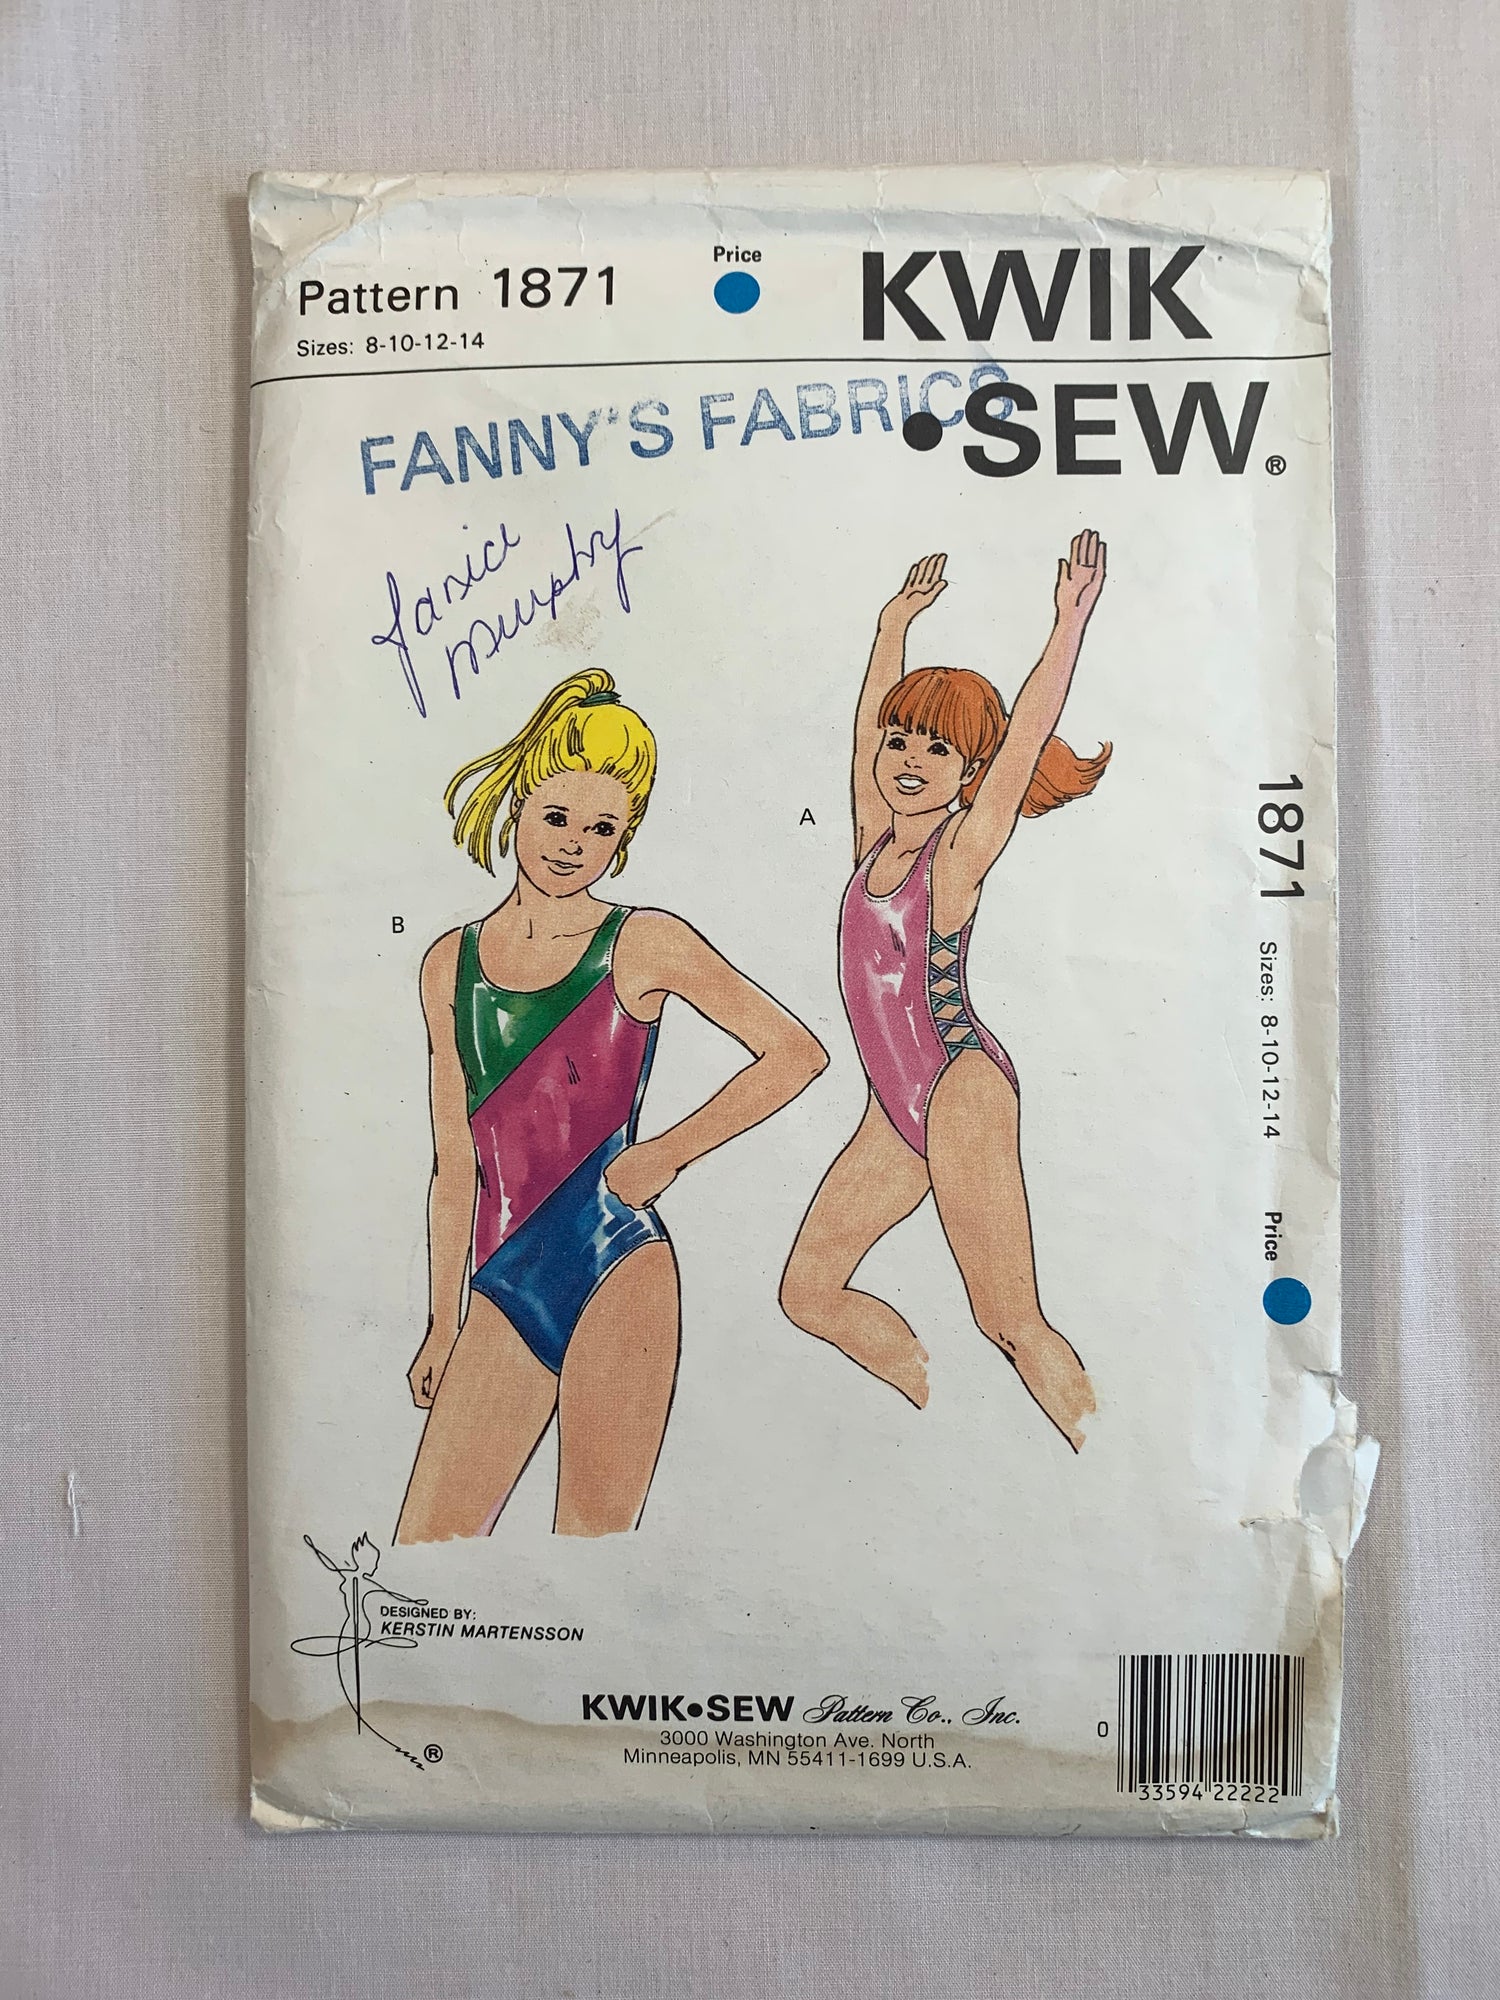 Pattern 1871
Sizes: 8-10-12-14
Price
KWIK
•SEW®
FANNY'S FABRICS
Janice
Murphy
A
B
1871 Sizes: 8-10-12-14 Price
DESIGNED BY:
KERSTIN MARTENSSON
®
KWIK•SEW Pattern Co., Inc.
3000 Washington Ave. North
Minneapolis, MN 55411-1699 U.S.A.
0 33594 22222